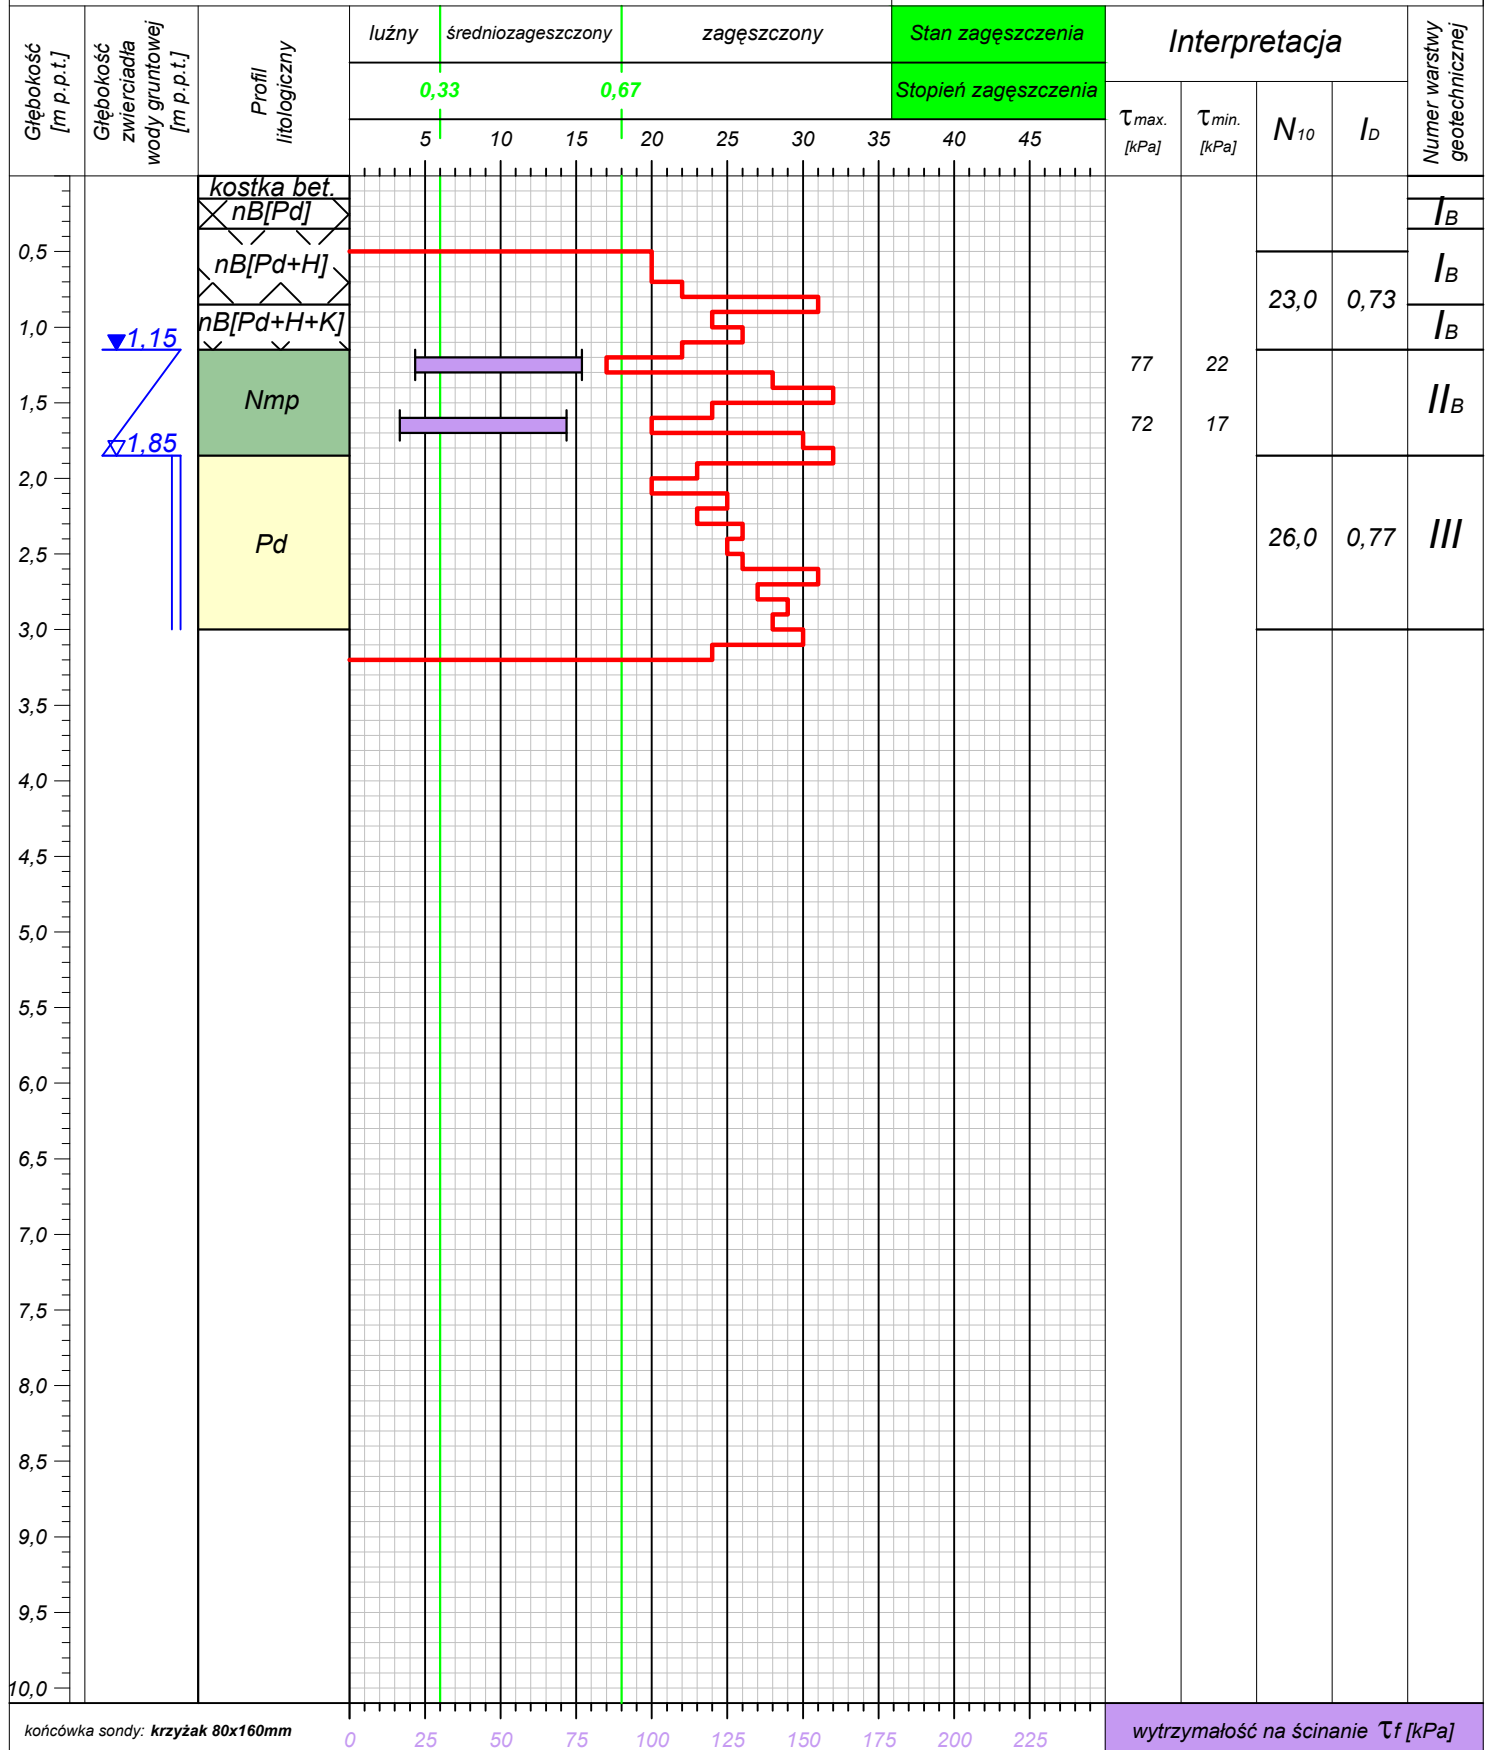 Głębokość
[m p.p.t.]
Głębokość
zwierciadła
wody gruntowej
[m p.p.t.]
Profil
litologiczny
luźny
średniozageszczony
zagęszczony
Stan zagęszczenia
0,33
0,67
Stopień zagęszczenia
5 10 15 20 25 30 35 40 45
Interpretacja
τmax.
[kPa]
τmin.
[kPa]
N10
ID
Numer warstwy
geotechnicznej
kostka bet.
nB[Pd]
IB
0,5
nB[Pd+H]
IB
23,0 0,73
1,0
nB[Pd+H+K]
IB
1,15
77 22
Nmp
IIB
1,5
72 17
1,85
2,0
Pd
26,0 0,77
III
2,5
3,0
3,5
4,0
4,5
5,0
5,5
6,0
6,5
7,0
7,5
8,0
8,5
9,0
9,5
10,0
końcówka sondy: krzyżak 80x160mm
0 25 50 75 100 125 150 175 200 225
wytrzymałość na ścinanie τf [kPa]